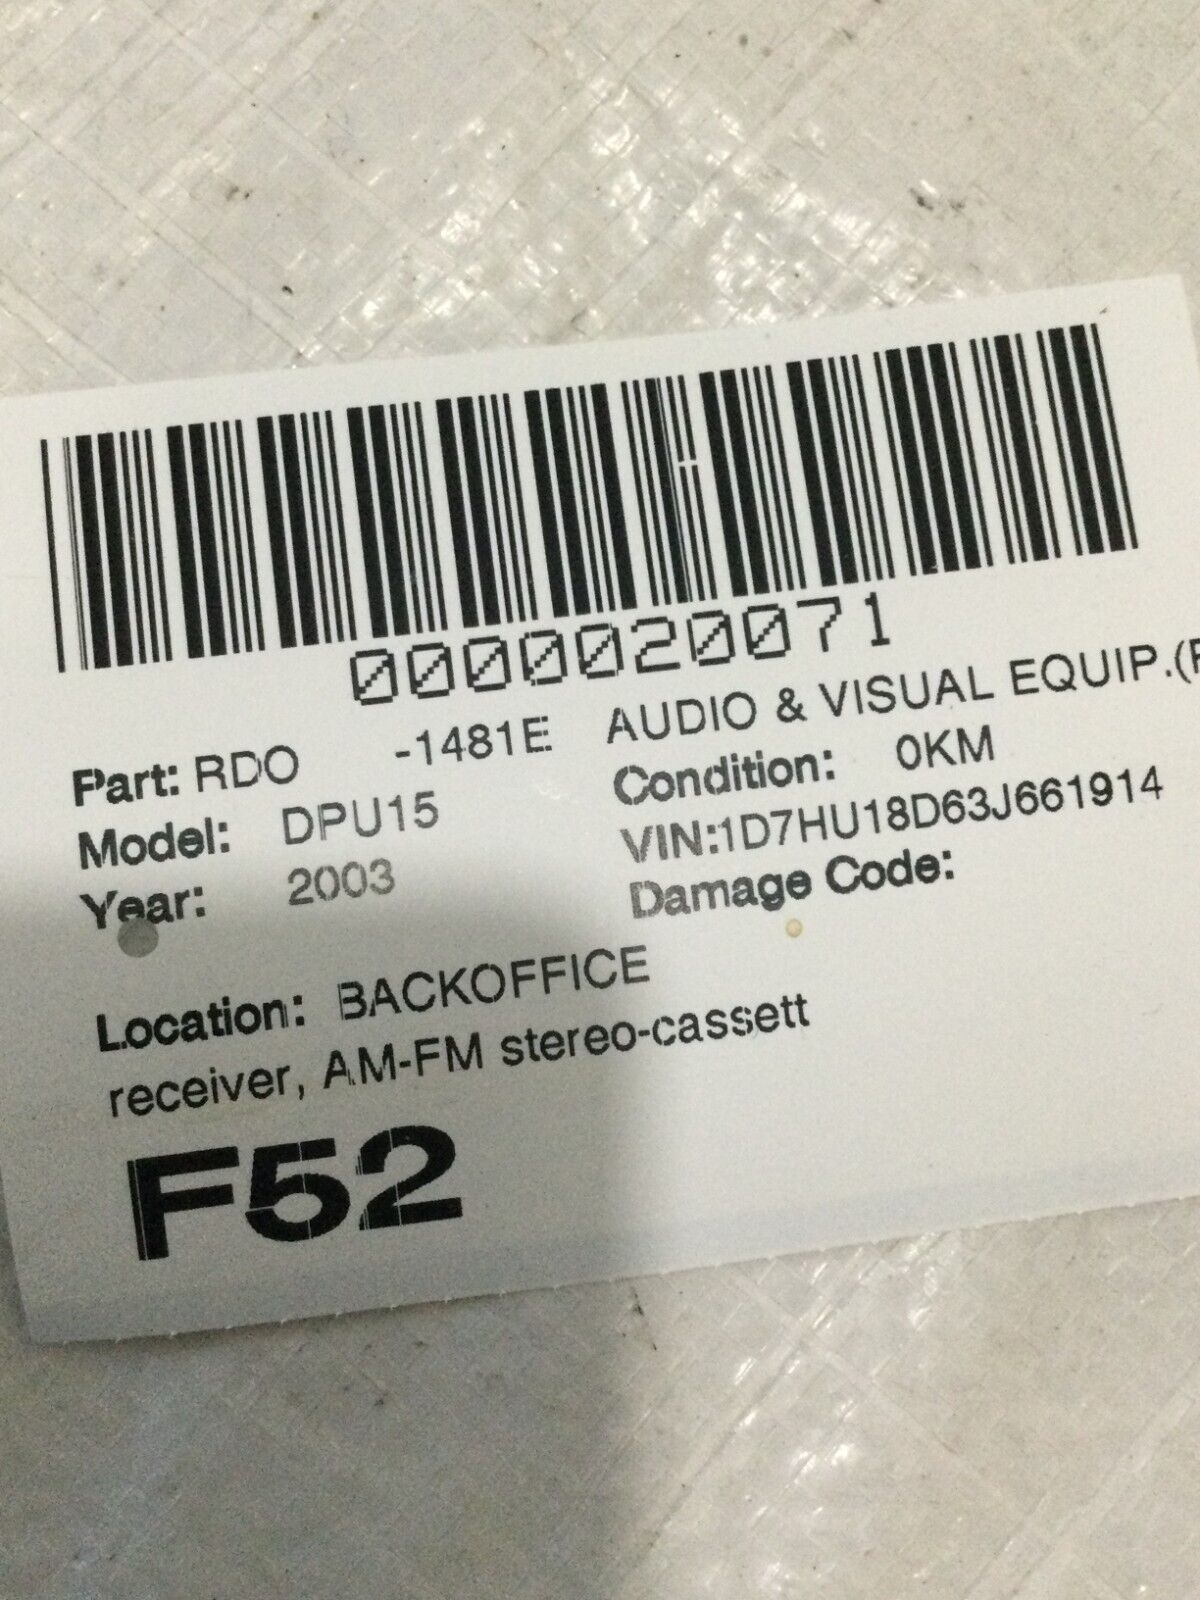 0000020071
Part: RDO -1481E AUDIO & VISUAL EQUIP.(
Model: DPU15 Condition: 0KM
Year: 2003 VIN:1D7HU18D63J661914
Damage Code:
Location: BACKOFFICE
receiver, AM-FM stereo-cassett
F52